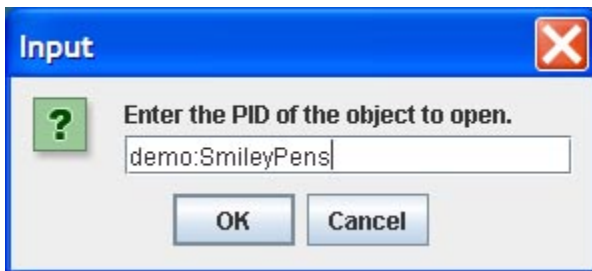 Input
?
Enter the PID of the object to open.
demo:SmileyPens
OK Cancel